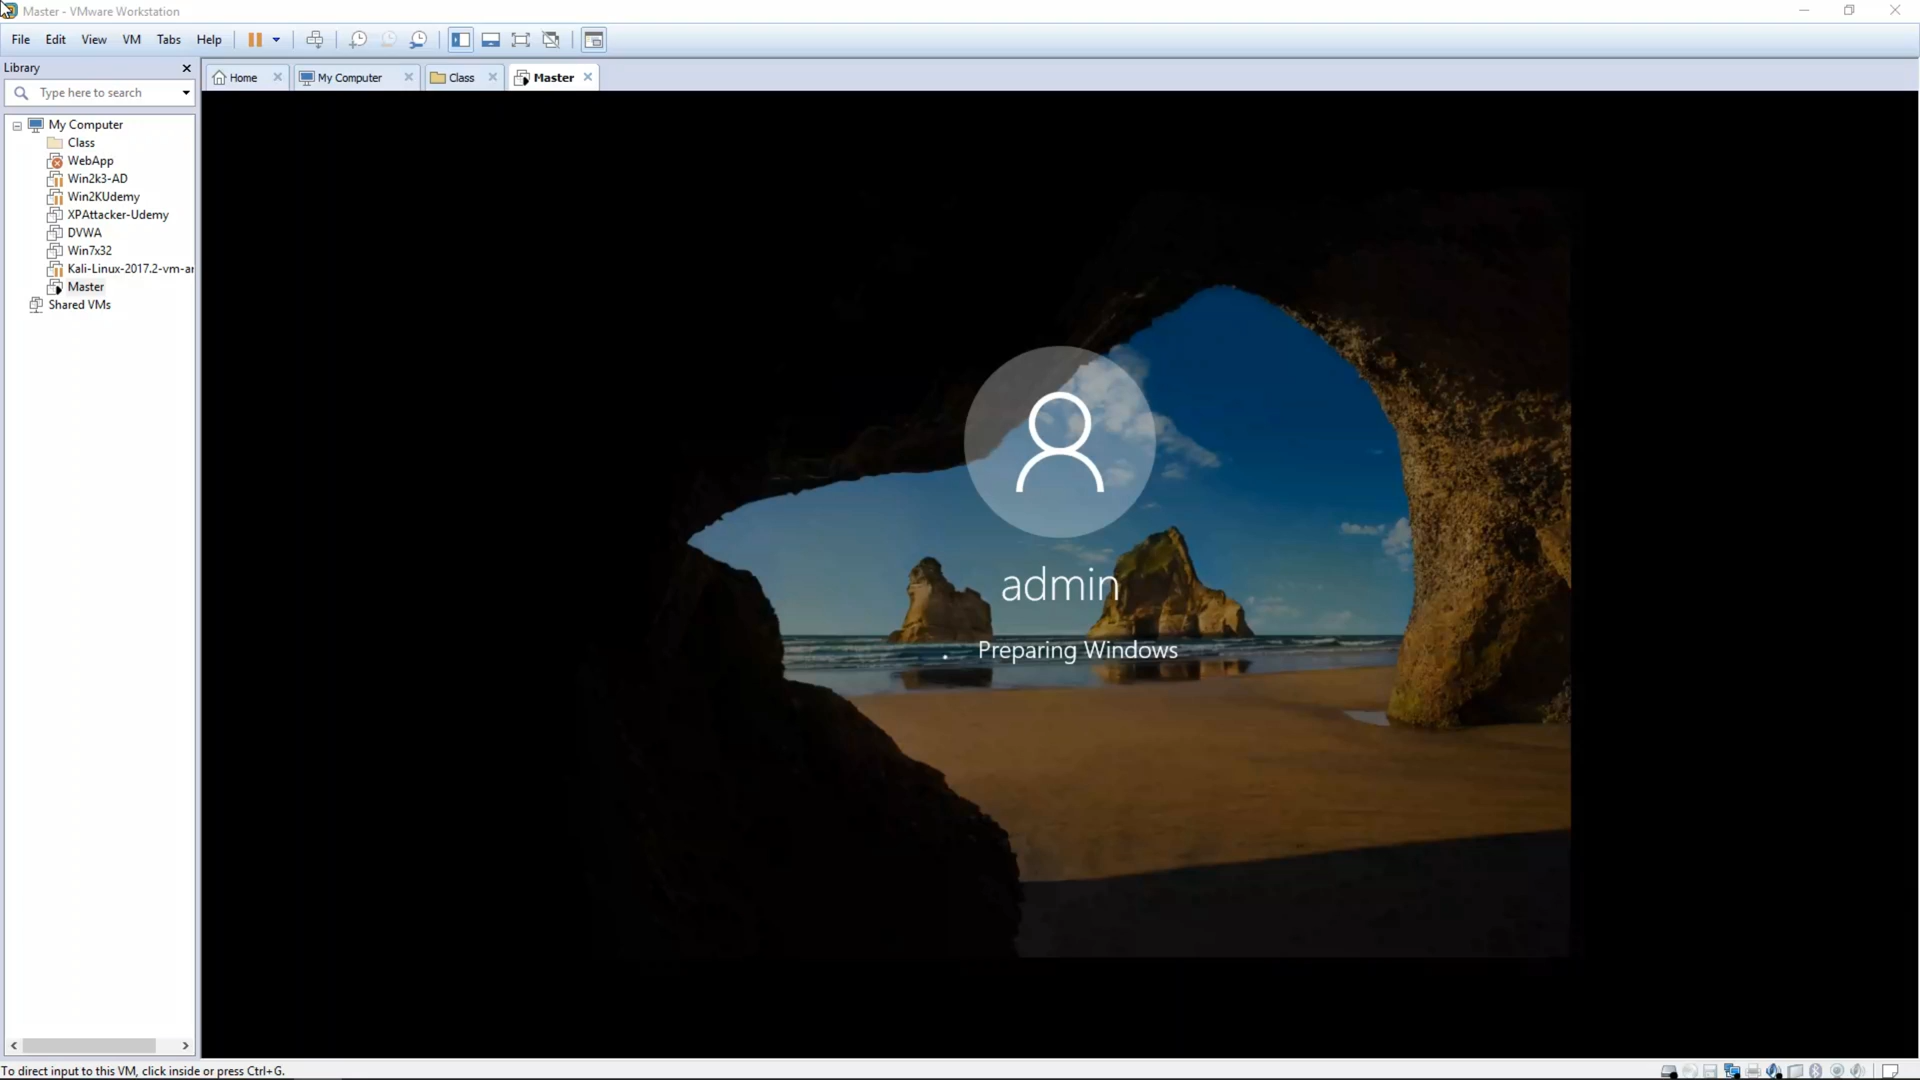 Master - VMware Workstation
File Edit View VM Tabs Help
Library
Type here to search
Home
My Computer
Class
Master
My Computer
Class
WebApp
Win2k3-AD
Win2KUdemy
XPAttacker-Udemy
DVWA
Win7x32
Kali-Linux-2017.2-vm-ar
Master
Shared VMs
admin
Preparing Windows
To direct input to this VM, click inside or press Ctrl+G.